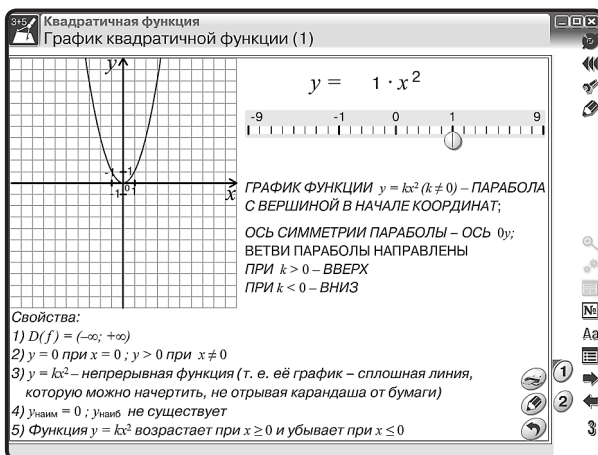 3+5
Квадратичная функция
График квадратичной функции (1)
y
y = 1 · x²
-9 -1 0 1 9
-1 1
0 1
-1
x
ГРАФИК ФУНКЦИИ y = kx² (k ≠ 0) – ПАРАБОЛА
С ВЕРШИНОЙ В НАЧАЛЕ КООРДИНАТ;
ОСЬ СИММЕТРИИ ПАРАБОЛЫ – ОСЬ 0y;
ВЕТВИ ПАРАБОЛЫ НАПРАВЛЕНЫ
ПРИ k > 0 – ВВЕРХ
ПРИ k < 0 – ВНИЗ
Свойства:
1) D(f) = (–∞; +∞)
2) y = 0 при x = 0 ; y > 0 при x ≠ 0
3) y = kx² – непрерывная функция (т. е. её график – сплошная линия,
которую можно начертить, не отрывая карандаша от бумаги)
4) yнаим = 0 ; yнаиб не существует
5) Функция y = kx² возрастает при x ≥ 0 и убывает при x ≤ 0
№
Aa
1
2
3